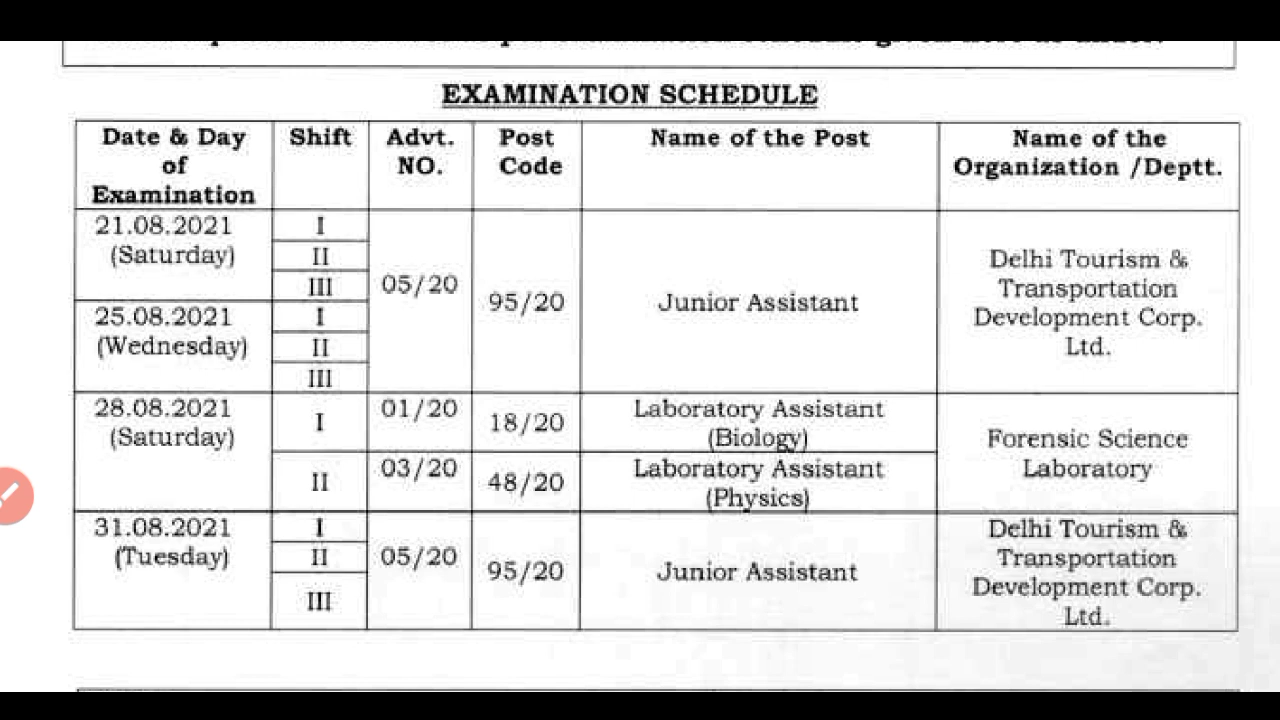 EXAMINATION SCHEDULE
Date & Day of Examination | Shift | Advt. NO. | Post Code | Name of the Post | Name of the Organization /Deptt.
21.08.2021 (Saturday) | I | 05/20 | 95/20 | Junior Assistant | Delhi Tourism & Transportation Development Corp. Ltd.
II
III
25.08.2021 (Wednesday) | I
II
III
28.08.2021 (Saturday) | I | 01/20 | 18/20 | Laboratory Assistant (Biology) | Forensic Science Laboratory
II | 03/20 | 48/20 | Laboratory Assistant (Physics)
31.08.2021 (Tuesday) | I | 05/20 | 95/20 | Junior Assistant | Delhi Tourism & Transportation Development Corp. Ltd.
II
III